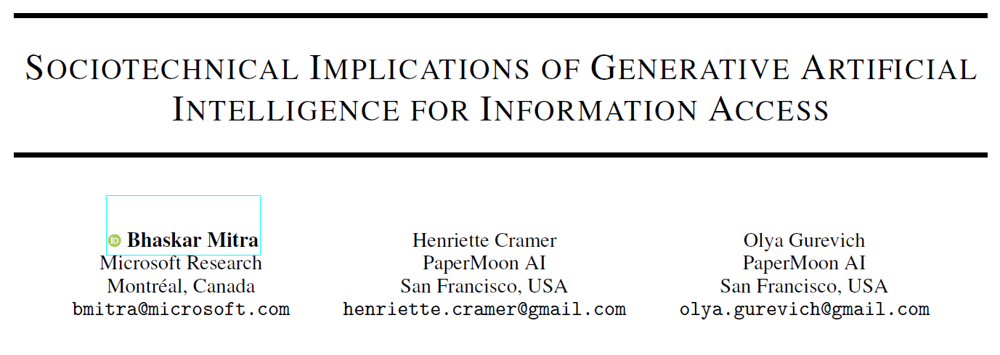 SOCIOTECHNICAL IMPLICATIONS OF GENERATIVE ARTIFICIAL
INTELLIGENCE FOR INFORMATION ACCESS
iD Bhaskar Mitra
Microsoft Research
Montréal, Canada
bmitra@microsoft.com
Henriette Cramer
PaperMoon AI
San Francisco, USA
henriette.cramer@gmail.com
Olya Gurevich
PaperMoon AI
San Francisco, USA
olya.gurevich@gmail.com